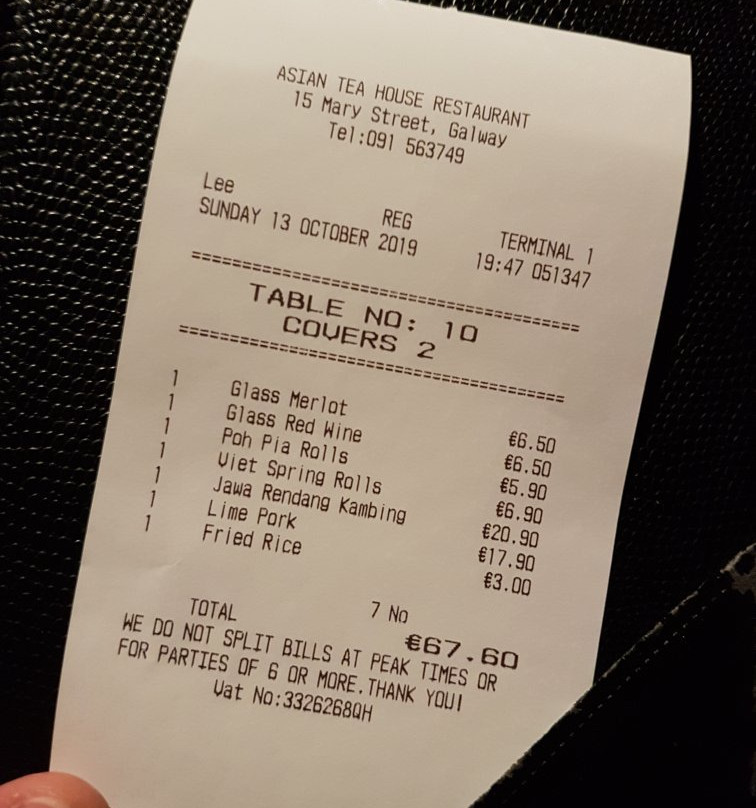 ASIAN TEA HOUSE RESTAURANT
15 Mary Street, Galway
Tel:091 563749
Lee REG TERMINAL 1
SUNDAY 13 OCTOBER 2019 19:47 051347
========================================
TABLE NO: 10
COVERS 2
========================================
1 Glass Merlot €6.50
1 Glass Red Wine €6.50
1 Poh Pia Rolls €5.90
1 Viet Spring Rolls €6.90
1 Jawa Rendang Kambing €20.90
1 Lime Pork €17.90
1 Fried Rice €3.00
7 No
TOTAL €67.60
WE DO NOT SPLIT BILLS AT PEAK TIMES OR
FOR PARTIES OF 6 OR MORE.THANK YOU!
Vat No:3326268QH